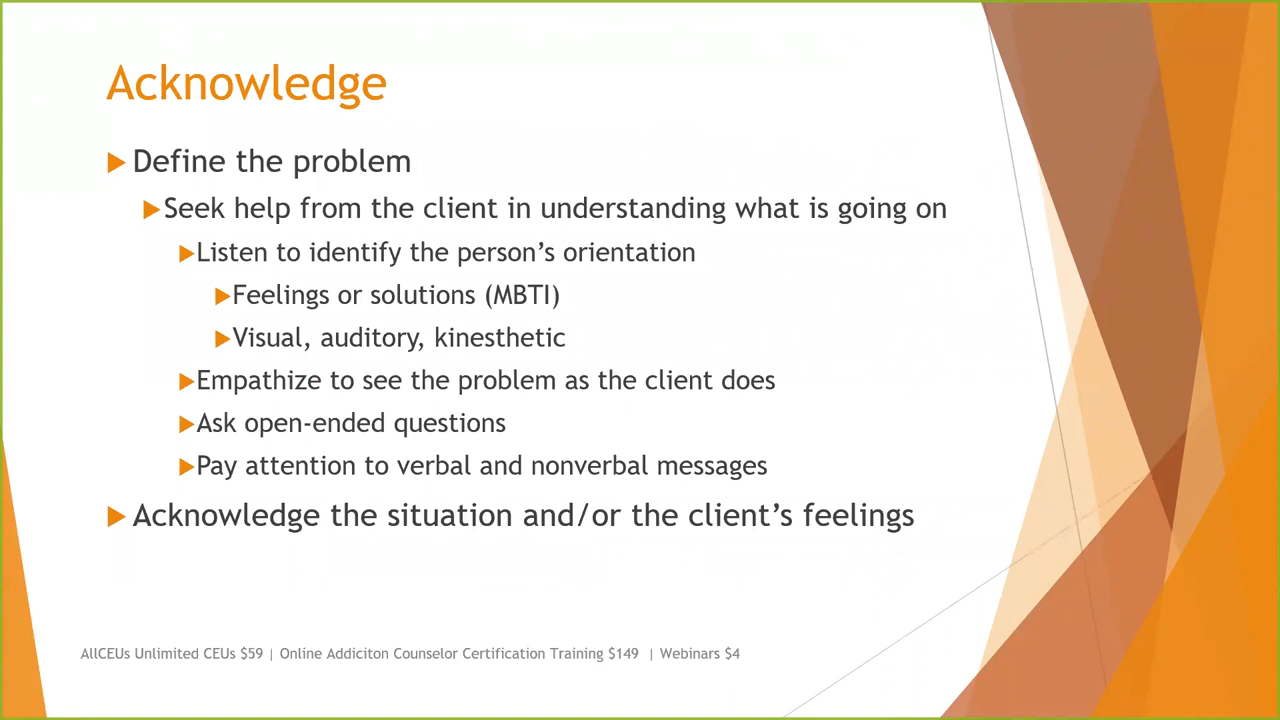 Acknowledge
Define the problem
Seek help from the client in understanding what is going on
Listen to identify the person's orientation
Feelings or solutions (MBTI)
Visual, auditory, kinesthetic
Empathize to see the problem as the client does
Ask open-ended questions
Pay attention to verbal and nonverbal messages
Acknowledge the situation and/or the client's feelings
AllCEUs Unlimited CEUs $59 | Online Addiciton Counselor Certification Training $149 | Webinars $4